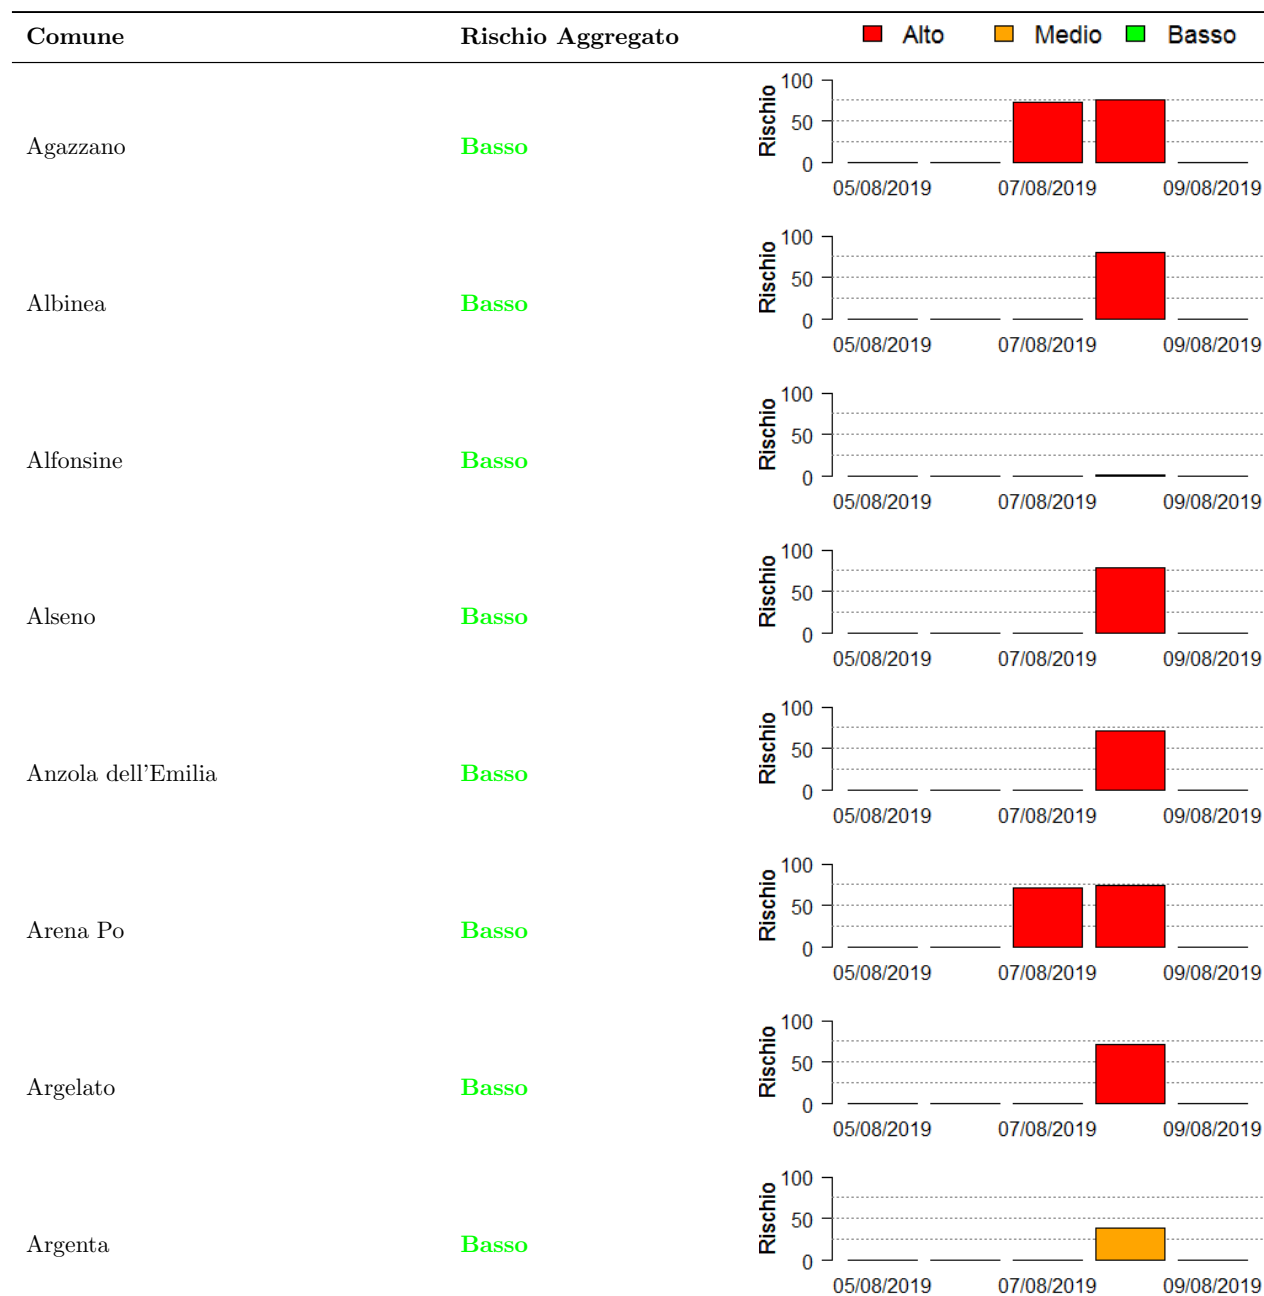 Comune Rischio Aggregato Alto Medio Basso
Rischio
100
50
0
Agazzano Basso
05/08/2019 07/08/2019 09/08/2019
Rischio
100
50
0
Albinea Basso
05/08/2019 07/08/2019 09/08/2019
Rischio
100
50
0
Alfonsine Basso
05/08/2019 07/08/2019 09/08/2019
Rischio
100
50
0
Alseno Basso
05/08/2019 07/08/2019 09/08/2019
Rischio
100
50
0
Anzola dell'Emilia Basso
05/08/2019 07/08/2019 09/08/2019
Rischio
100
50
0
Arena Po Basso
05/08/2019 07/08/2019 09/08/2019
Rischio
100
50
0
Argelato Basso
05/08/2019 07/08/2019 09/08/2019
Rischio
100
50
0
Argenta Basso
05/08/2019 07/08/2019 09/08/2019